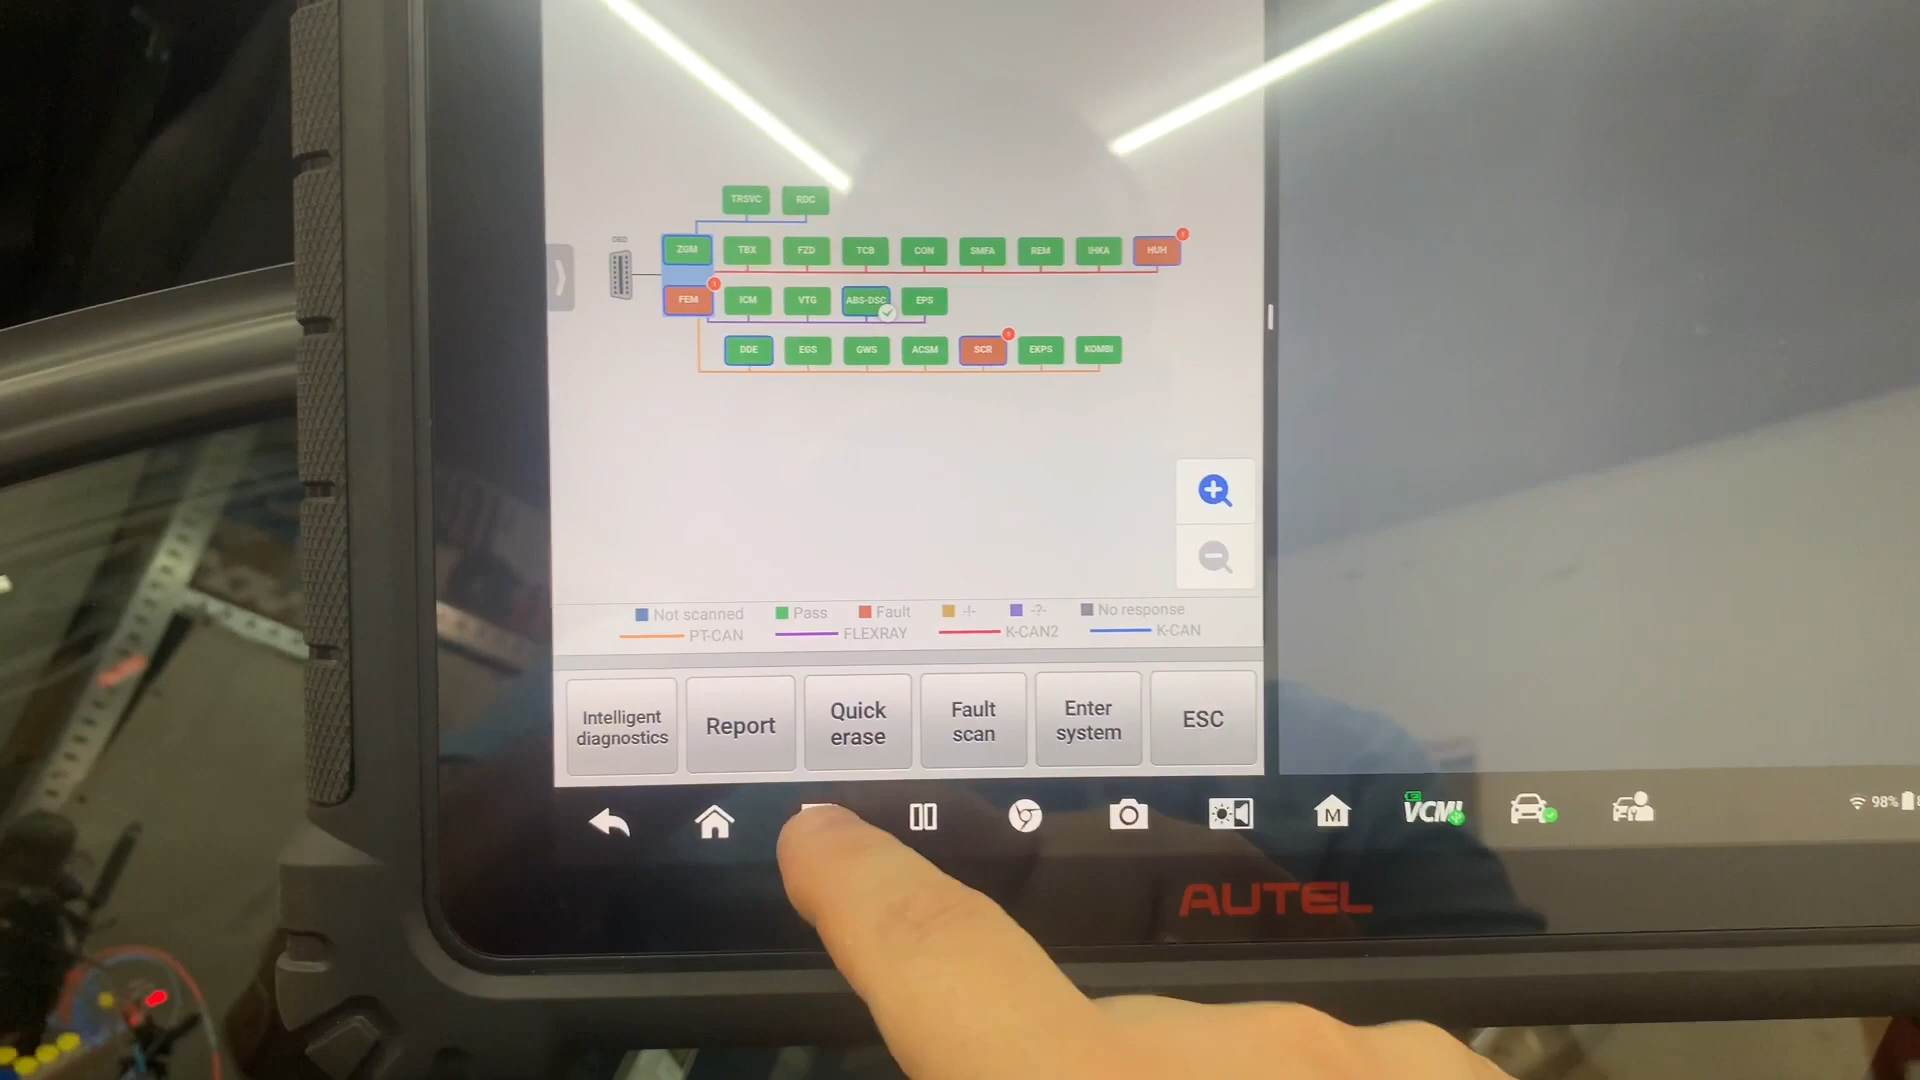 TRSVC RDC
OBD
ZGM TBX FZD TCB CON SMFA REM IHKA HUH
FEM ICM VTG ABS-DSC EPS
DDE EGS GWS ACSM SCR EKPS KOMBI
Not scanned Pass Fault -!- -?- No response
PT-CAN FLEXRAY K-CAN2 K-CAN
Intelligent
diagnostics
Report
Quick
erase
Fault
scan
Enter
system
ESC
M
VCMI
98%
AUTEL